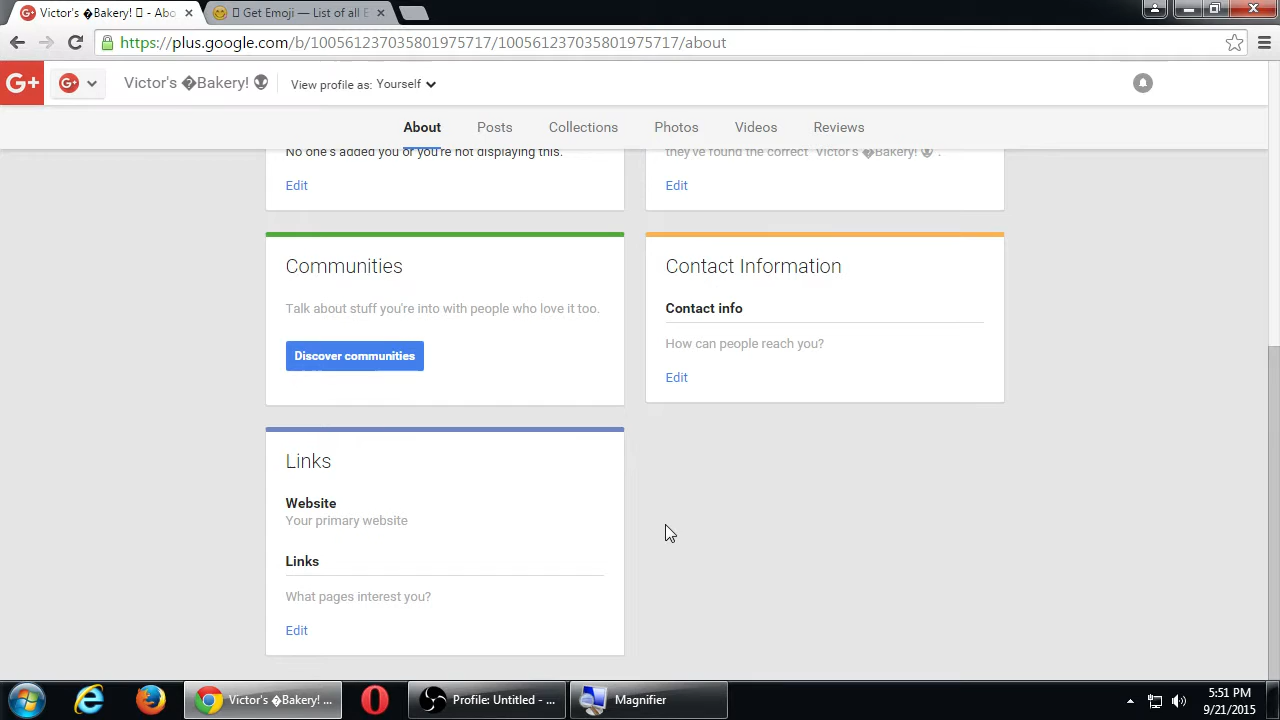 Victor's �Bakery! - Abo
Get Emoji — List of all E
https://plus.google.com/b/100561237035801975717/100561237035801975717/about
G+
Victor's �Bakery! 👽
View profile as: Yourself
About
Posts
Collections
Photos
Videos
Reviews
No one's added you or you're not displaying this.
Edit
they've found the correct "Victor's �Bakery! 👽".
Edit
Communities
Talk about stuff you're into with people who love it too.
Discover communities
Contact Information
Contact info
How can people reach you?
Edit
Links
Website
Your primary website
Links
What pages interest you?
Edit
Victor's �Bakery! ...
Profile: Untitled - ...
Magnifier
5:51 PM
9/21/2015